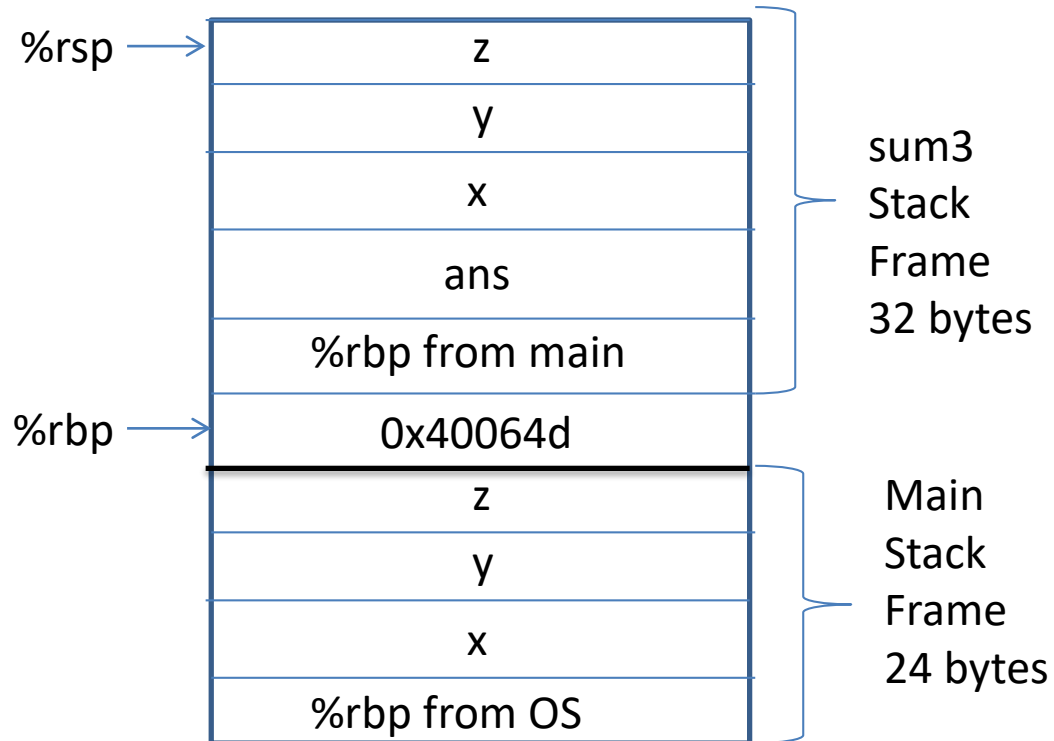 %rsp
z
y
x
ans
%rbp from main
sum3
Stack
Frame
32 bytes
%rbp
0x40064d
z
y
x
%rbp from OS
Main
Stack
Frame
24 bytes